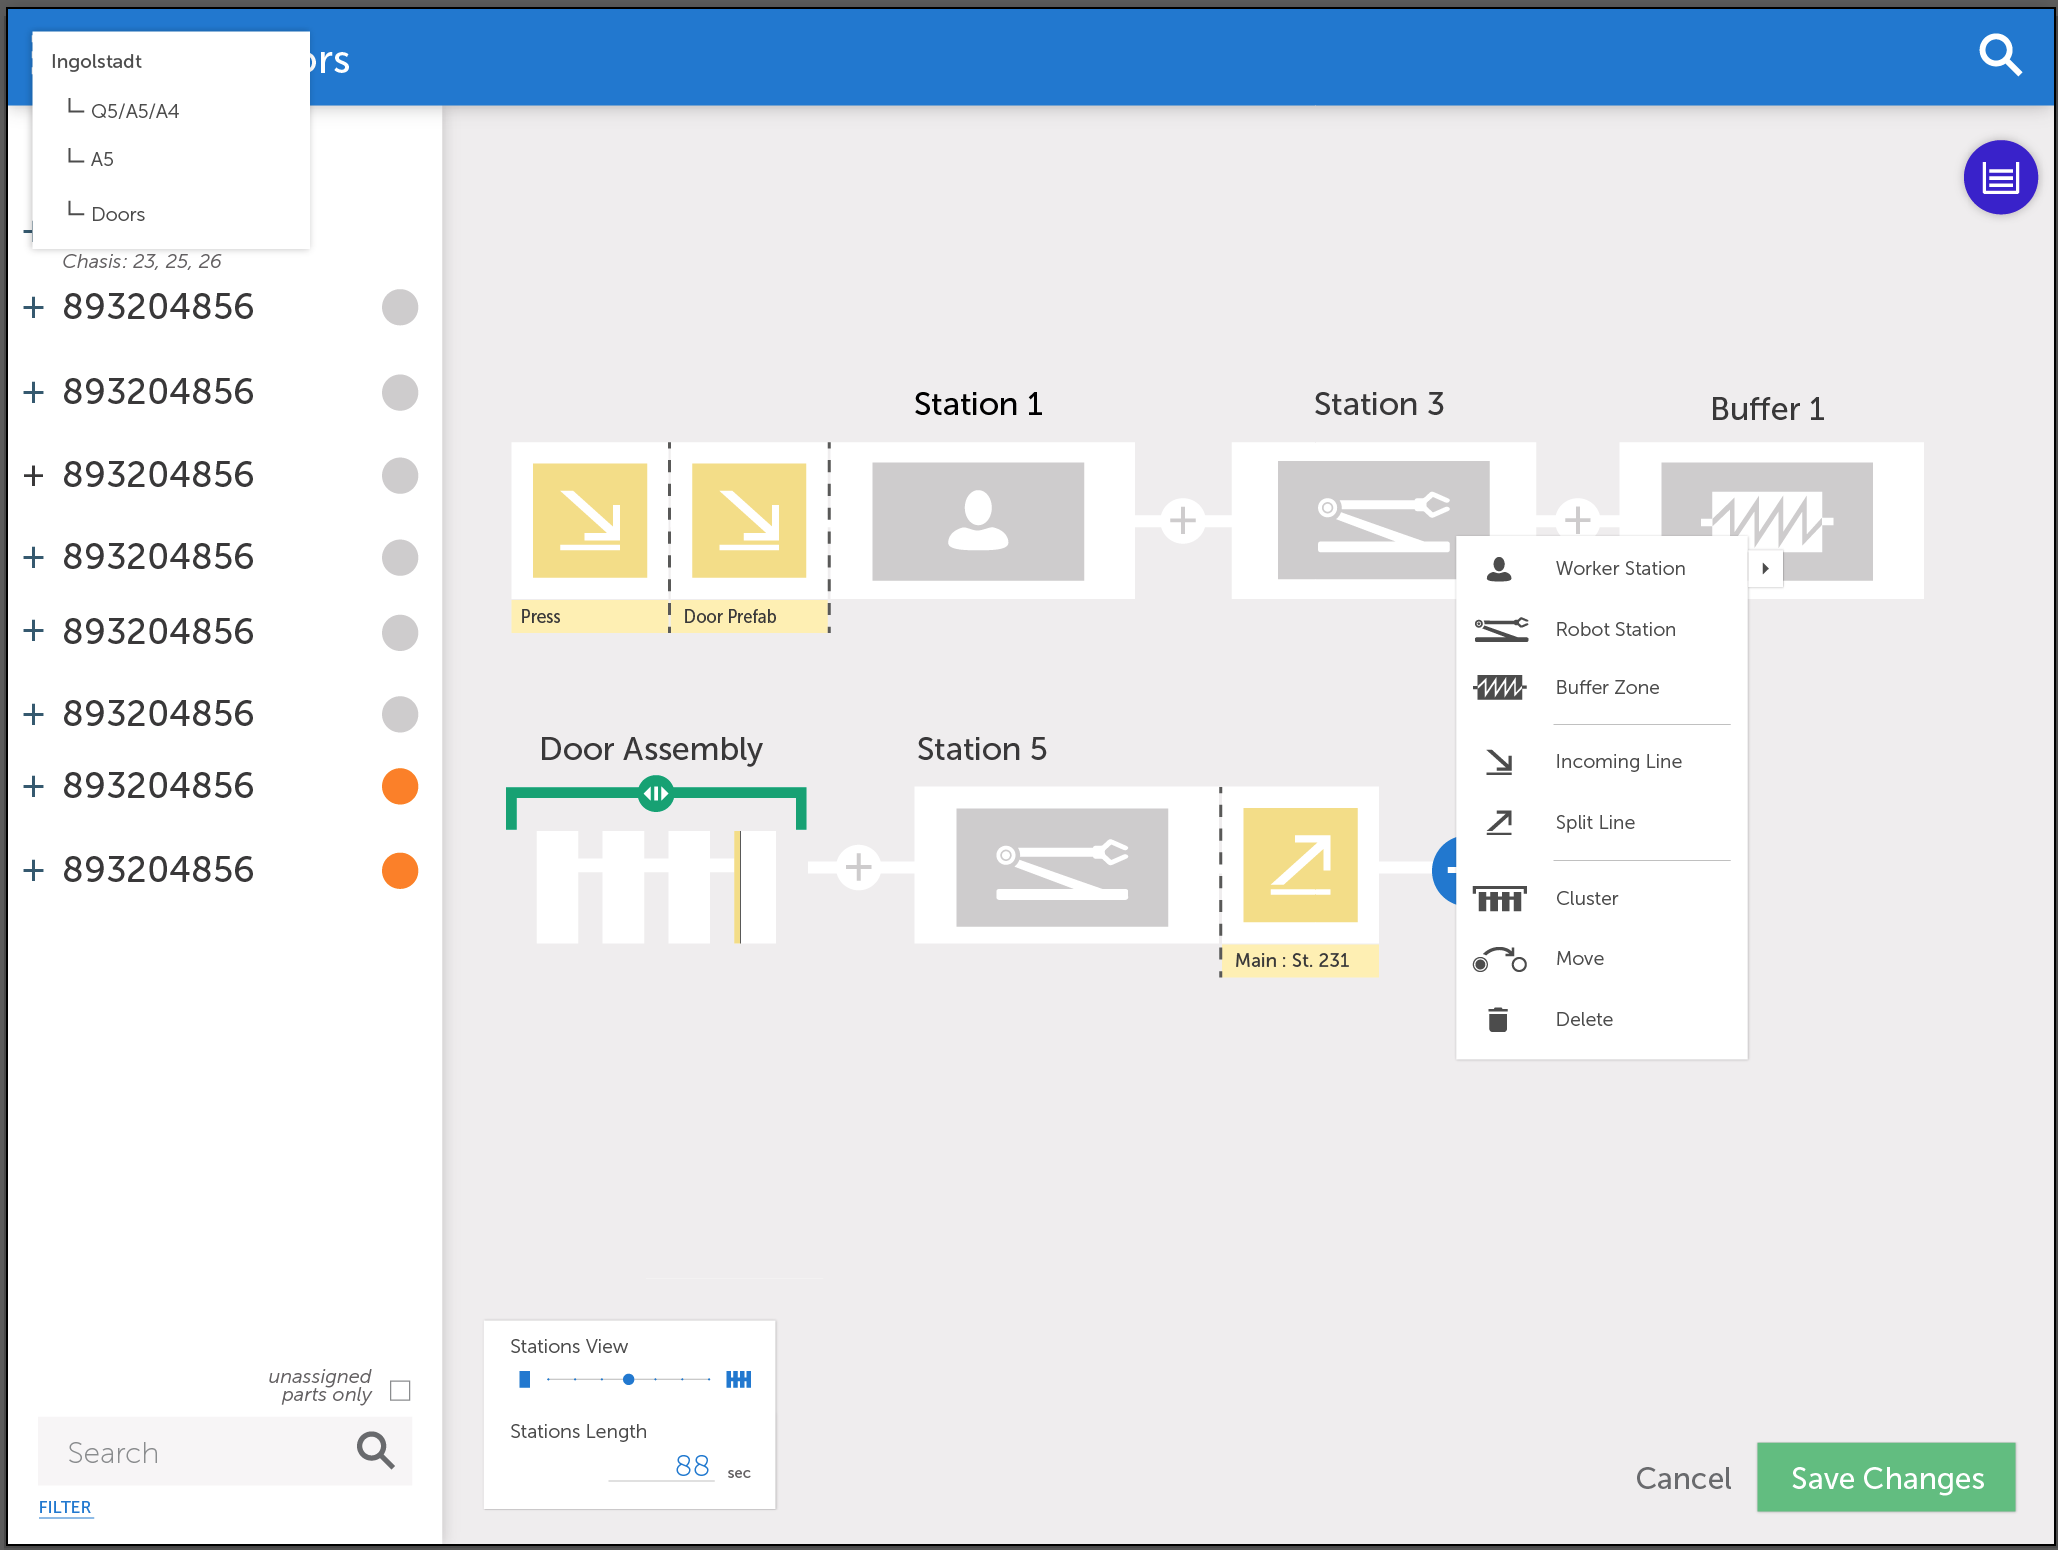 Ingolstadt
Q5/A5/A4
A5
Doors
Chasis: 23, 25, 26
893204856
893204856
893204856
893204856
893204856
893204856
893204856
893204856
unassigned
parts only
Search
FILTER
Station 1
Station 3
Buffer 1
Press
Door Prefab
Door Assembly
Station 5
Main : St. 231
Worker Station
Robot Station
Buffer Zone
Incoming Line
Split Line
Cluster
Move
Delete
Stations View
Stations Length
88 sec
Cancel
Save Changes